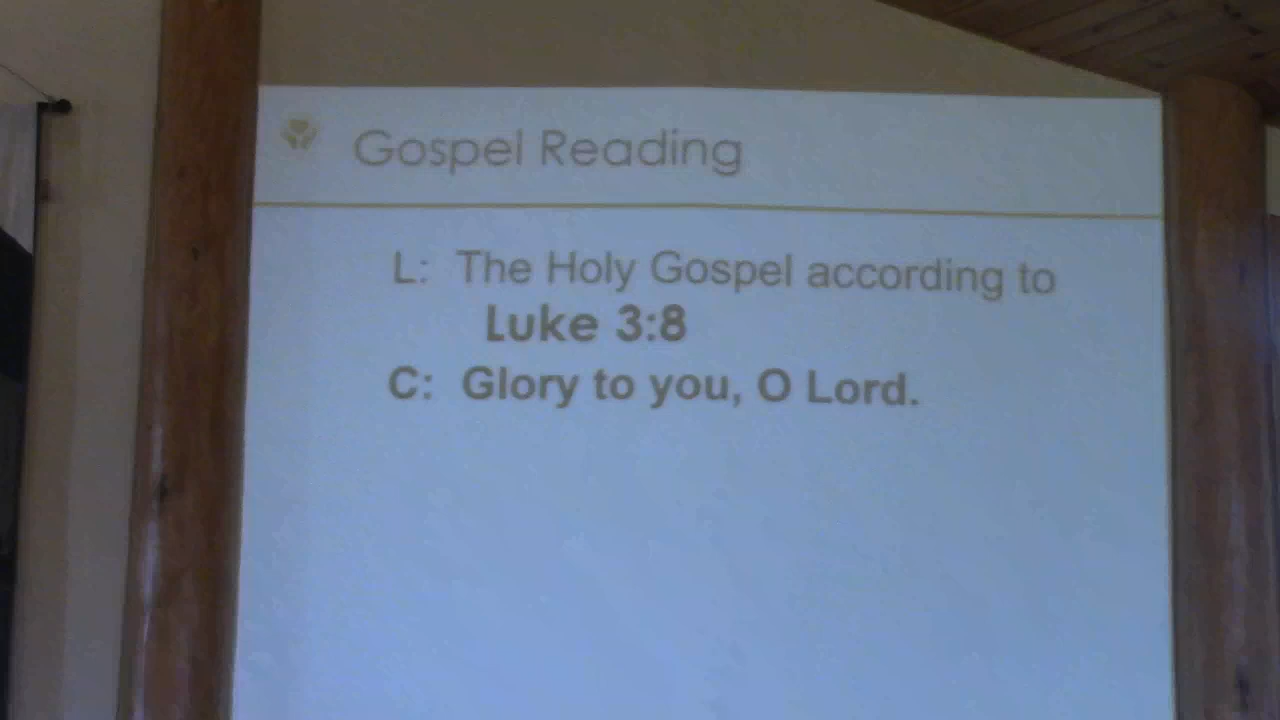 Gospel Reading
L: The Holy Gospel according to
Luke 3:8
C: Glory to you, O Lord.